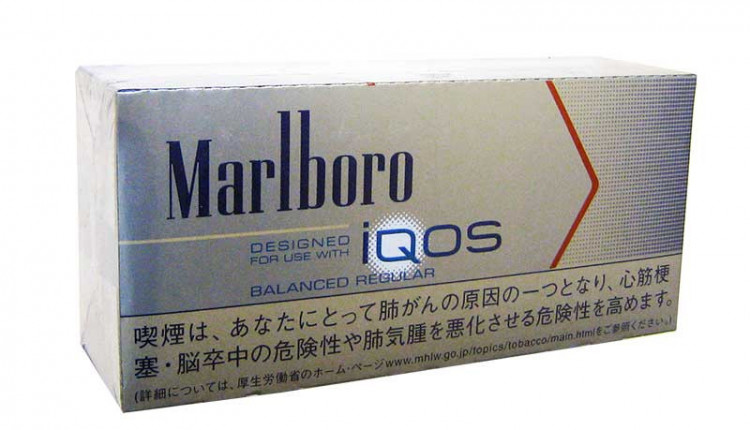 Marlboro
DESIGNED
FOR USE WITH
iQOS
BALANCED REGULAR
喫煙は、あなたにとって肺がんの原因の一つとなり、心筋梗
塞・脳卒中の危険性や肺気腫を悪化させる危険性を高めます。
(詳細については、厚生労働省のホーム・ページwww.mhlw.go.jp/topics/tobacco/main.htmlをご参照ください。)